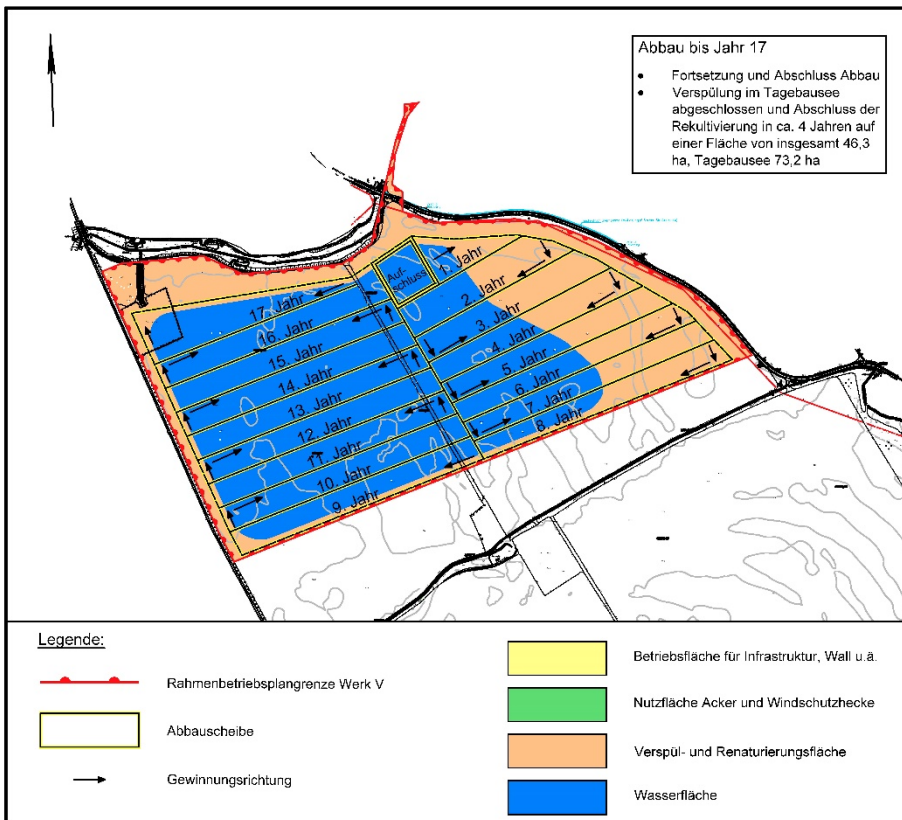 Abbau bis Jahr 17
• Fortsetzung und Abschluss Abbau
• Verspülung im Tagebausee
abgeschlossen und Abschluss der
Rekultivierung in ca. 4 Jahren auf
einer Fläche von insgesamt 46,3
ha, Tagebausee 73,2 ha
Auf-
schluss
1. Jahr
2. Jahr
3. Jahr
4. Jahr
5. Jahr
6. Jahr
7. Jahr
8. Jahr
17. Jahr
16. Jahr
15. Jahr
14. Jahr
13. Jahr
12. Jahr
11. Jahr
10. Jahr
9. Jahr
Legende:
Rahmenbetriebsplangrenze Werk V
Abbauscheibe
Gewinnungsrichtung
Betriebsfläche für Infrastruktur, Wall u.ä.
Nutzfläche Acker und Windschutzhecke
Verspül- und Renaturierungsfläche
Wasserfläche